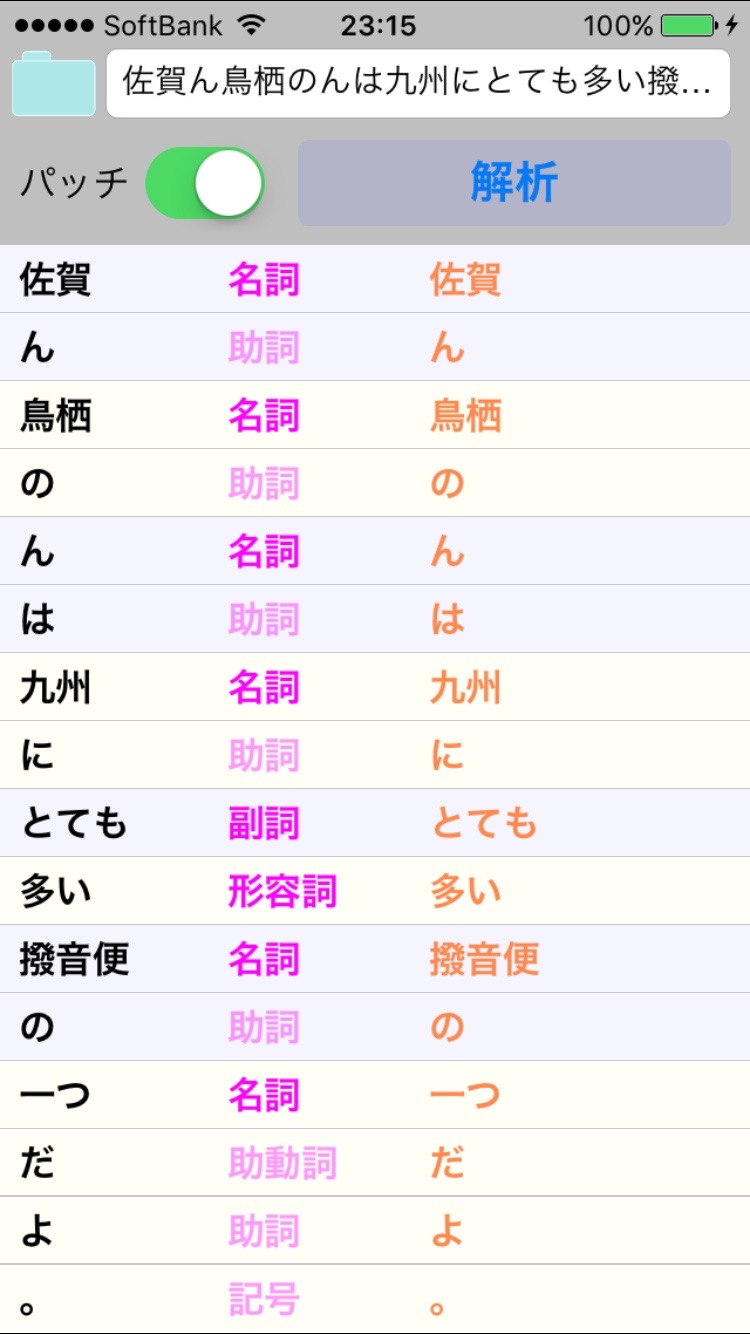 SoftBank 23:15 100%
佐賀ん鳥栖のんは九州にとても多い撥…
パッチ 解析
佐賀 名詞 佐賀
ん 助詞 ん
鳥栖 名詞 鳥栖
の 助詞 の
ん 名詞 ん
は 助詞 は
九州 名詞 九州
に 助詞 に
とても 副詞 とても
多い 形容詞 多い
撥音便 名詞 撥音便
の 助詞 の
一つ 名詞 一つ
だ 助動詞 だ
よ 助詞 よ
。 記号 。